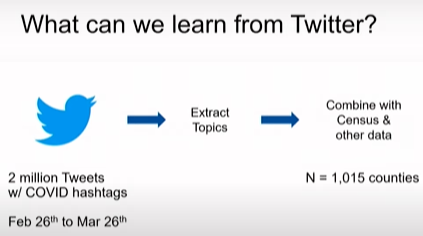 What can we learn from Twitter?
Extract
Topics
Combine with
Census &
other data
2 million Tweets
w/ COVID hashtags
Feb 26th to Mar 26th
N = 1,015 counties